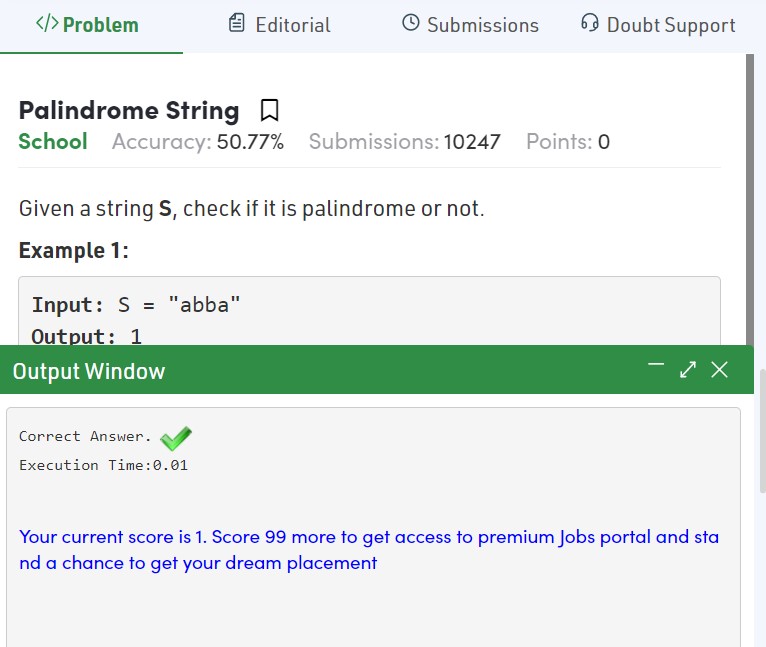 </> Problem Editorial Submissions Doubt Support
Palindrome String
School Accuracy: 50.77% Submissions: 10247 Points: 0
Given a string S, check if it is palindrome or not.
Example 1:
Input: S = "abba"
Output: 1
Output Window
Correct Answer.
Execution Time:0.01
Your current score is 1. Score 99 more to get access to premium Jobs portal and sta
nd a chance to get your dream placement